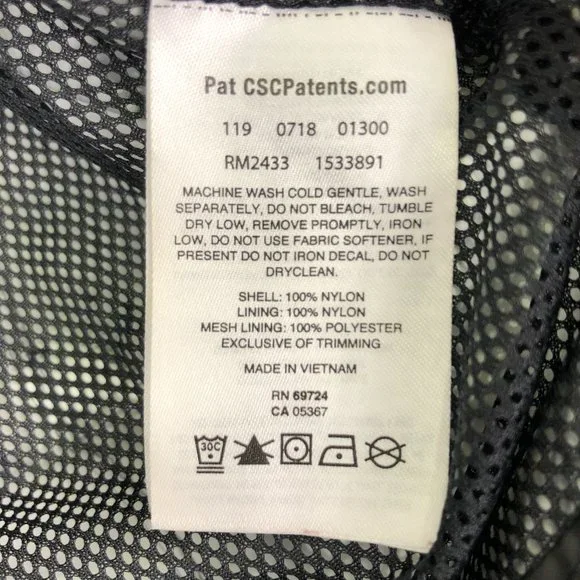 Pat CSCPatents.com
119 0718 01300
RM2433 1533891
MACHINE WASH COLD GENTLE, WASH
SEPARATELY, DO NOT BLEACH, TUMBLE
DRY LOW, REMOVE PROMPTLY, IRON
LOW, DO NOT USE FABRIC SOFTENER, IF
PRESENT DO NOT IRON DECAL, DO NOT
DRYCLEAN.
SHELL: 100% NYLON
LINING: 100% NYLON
MESH LINING: 100% POLYESTER
EXCLUSIVE OF TRIMMING
MADE IN VIETNAM
RN 69724
CA 05367
30C